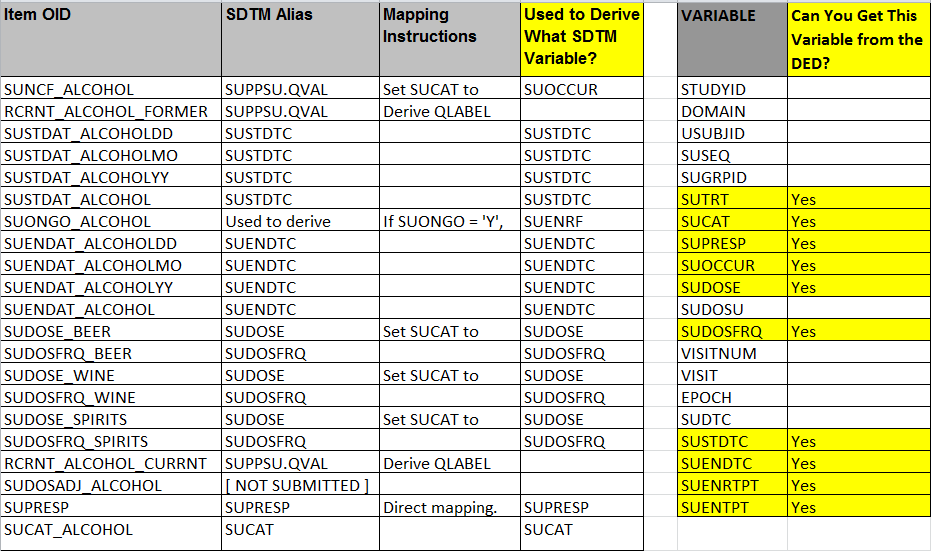 Item OID SDTM Alias Mapping Used to Derive VARIABLE Can You Get This
Instructions What SDTM Variable from the
Variable? DED?
SUNCF_ALCOHOL SUPPSU.QVAL Set SUCAT to SUOCCUR STUDYID
RCRNT_ALCOHOL_FORMER SUPPSU.QVAL Derive QLABEL DOMAIN
SUSTDAT_ALCOHOLDD SUSTDTC SUSTDTC USUBJID
SUSTDAT_ALCOHOLMO SUSTDTC SUSTDTC SUSEQ
SUSTDAT_ALCOHOLYY SUSTDTC SUSTDTC SUGRPID
SUSTDAT_ALCOHOL SUSTDTC SUSTDTC SUTRT Yes
SUONGO_ALCOHOL Used to derive If SUONGO = 'Y', SUENRF SUCAT Yes
SUENDAT_ALCOHOLDD SUENDTC SUENDTC SUPRESP Yes
SUENDAT_ALCOHOLMO SUENDTC SUENDTC SUOCCUR Yes
SUENDAT_ALCOHOLYY SUENDTC SUENDTC SUDOSE Yes
SUENDAT_ALCOHOL SUENDTC SUENDTC SUDOSU
SUDOSE_BEER SUDOSE Set SUCAT to SUDOSE SUDOSFRQ Yes
SUDOSFRQ_BEER SUDOSFRQ SUDOSFRQ VISITNUM
SUDOSE_WINE SUDOSE Set SUCAT to SUDOSE VISIT
SUDOSFRQ_WINE SUDOSFRQ SUDOSFRQ EPOCH
SUDOSE_SPIRITS SUDOSE Set SUCAT to SUDOSE SUDTC
SUDOSFRQ_SPIRITS SUDOSFRQ SUDOSFRQ SUSTDTC Yes
RCRNT_ALCOHOL_CURRNT SUPPSU.QVAL Derive QLABEL SUENDTC Yes
SUDOSADJ_ALCOHOL [ NOT SUBMITTED ] SUENRTPT Yes
SUPRESP SUPRESP Direct mapping. SUPRESP SUENTPT Yes
SUCAT_ALCOHOL SUCAT SUCAT